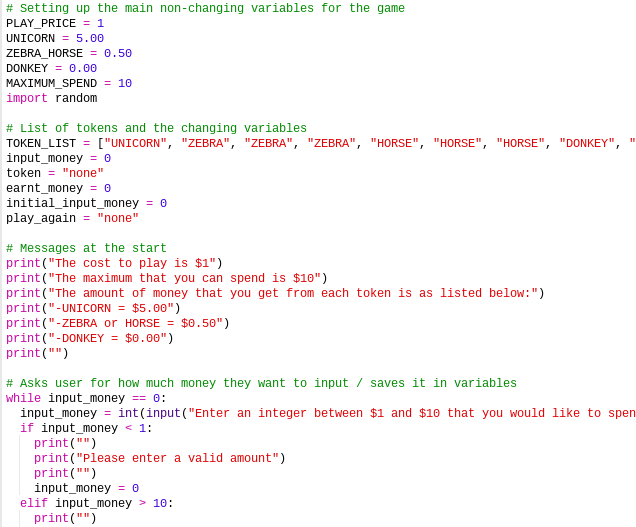 # Setting up the main non-changing variables for the game
PLAY_PRICE = 1
UNICORN = 5.00
ZEBRA_HORSE = 0.50
DONKEY = 0.00
MAXIMUM_SPEND = 10
import random

# List of tokens and the changing variables
TOKEN_LIST = ["UNICORN", "ZEBRA", "ZEBRA", "ZEBRA", "HORSE", "HORSE", "HORSE", "DONKEY", "
input_money = 0
token = "none"
earnt_money = 0
initial_input_money = 0
play_again = "none"

# Messages at the start
print("The cost to play is $1")
print("The maximum that you can spend is $10")
print("The amount of money that you get from each token is as listed below:")
print("-UNICORN = $5.00")
print("-ZEBRA or HORSE = $0.50")
print("-DONKEY = $0.00")
print("")

# Asks user for how much money they want to input / saves it in variables
while input_money == 0:
  input_money = int(input("Enter an integer between $1 and $10 that you would like to spen
  if input_money < 1:
    print("")
    print("Please enter a valid amount")
    print("")
    input_money = 0
  elif input_money > 10:
    print("")